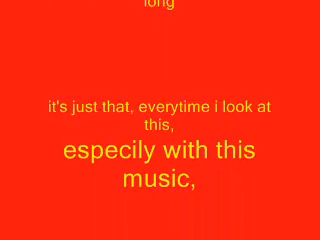 long
it's just that, everytime i look at
this,
especily with this
music,